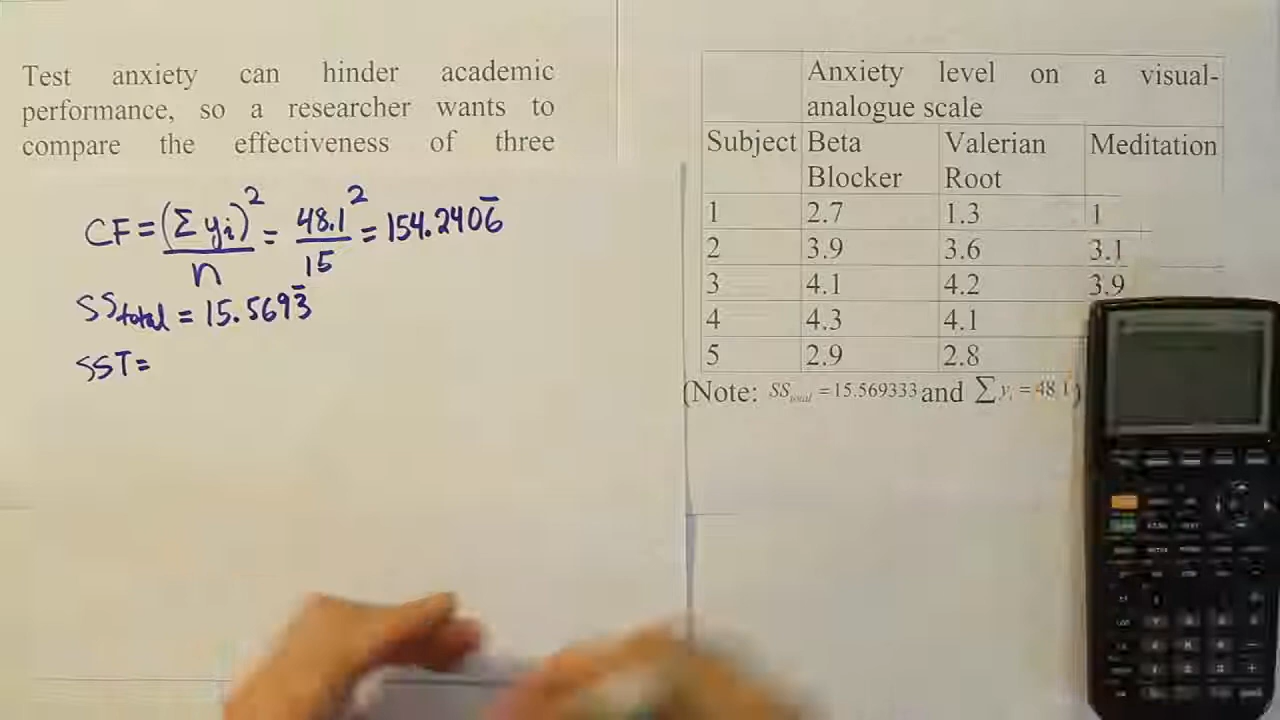 Test anxiety can hinder academic
performance, so a researcher wants to
compare the effectiveness of three
CF = (Σ yi)² / n = 48.1² / 15 = 154.2406̅
SStotal = 15.5693̅
SST=
Anxiety level on a visual-
analogue scale
Subject Beta Blocker Valerian Root Meditation
1 2.7 1.3 1
2 3.9 3.6 3.1
3 4.1 4.2 3.9
4 4.3 4.1
5 2.9 2.8
(Note: SStotal = 15.569333 and Σ yi = 48.1)